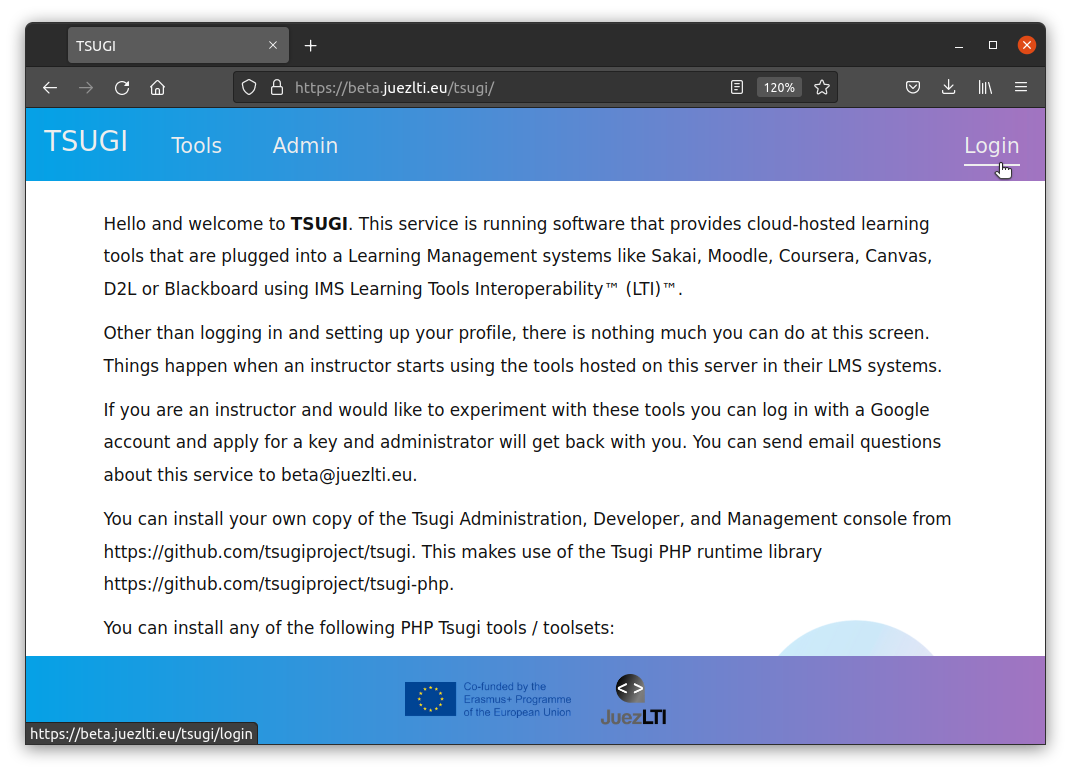 TSUGI
https://beta.juezlti.eu/tsugi/
120%
TSUGI
Tools
Admin
Login
Hello and welcome to TSUGI. This service is running software that provides cloud-hosted learning
tools that are plugged into a Learning Management systems like Sakai, Moodle, Coursera, Canvas,
D2L or Blackboard using IMS Learning Tools Interoperability™ (LTI)™.
Other than logging in and setting up your profile, there is nothing much you can do at this screen.
Things happen when an instructor starts using the tools hosted on this server in their LMS systems.
If you are an instructor and would like to experiment with these tools you can log in with a Google
account and apply for a key and administrator will get back with you. You can send email questions
about this service to beta@juezlti.eu.
You can install your own copy of the Tsugi Administration, Developer, and Management console from
https://github.com/tsugiproject/tsugi. This makes use of the Tsugi PHP runtime library
https://github.com/tsugiproject/tsugi-php.
You can install any of the following PHP Tsugi tools / toolsets:
Co-funded by the
Erasmus+ Programme
of the European Union
< >
JuezLTI
https://beta.juezlti.eu/tsugi/login